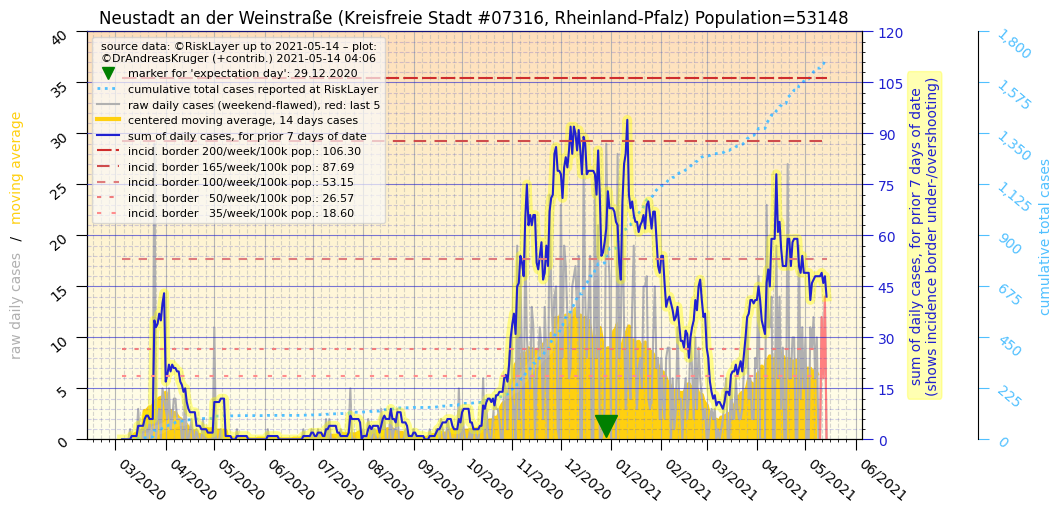 Neustadt an der Weinstraße (Kreisfreie Stadt #07316, Rheinland-Pfalz) Population=53148
source data: ©RiskLayer up to 2021-05-14 – plot:
©DrAndreasKruger (+contrib.) 2021-05-14 04:06
marker for 'expectation day': 29.12.2020
cumulative total cases reported at RiskLayer
raw daily cases (weekend-flawed), red: last 5
centered moving average, 14 days cases
sum of daily cases, for prior 7 days of date
incid. border 200/week/100k pop.: 106.30
incid. border 165/week/100k pop.: 87.69
incid. border 100/week/100k pop.: 53.15
incid. border 50/week/100k pop.: 26.57
incid. border 35/week/100k pop.: 18.60
raw daily cases / moving average
40
35
30
25
20
15
10
5
0
03/2020
04/2020
05/2020
06/2020
07/2020
08/2020
09/2020
10/2020
11/2020
12/2020
01/2021
02/2021
03/2021
04/2021
05/2021
06/2021
120
105
90
75
60
45
30
15
0
sum of daily cases, for prior 7 days of date
(shows incidence border under-/overshooting)
1,800
1,575
1,350
1,125
900
675
450
225
0
cumulative total cases